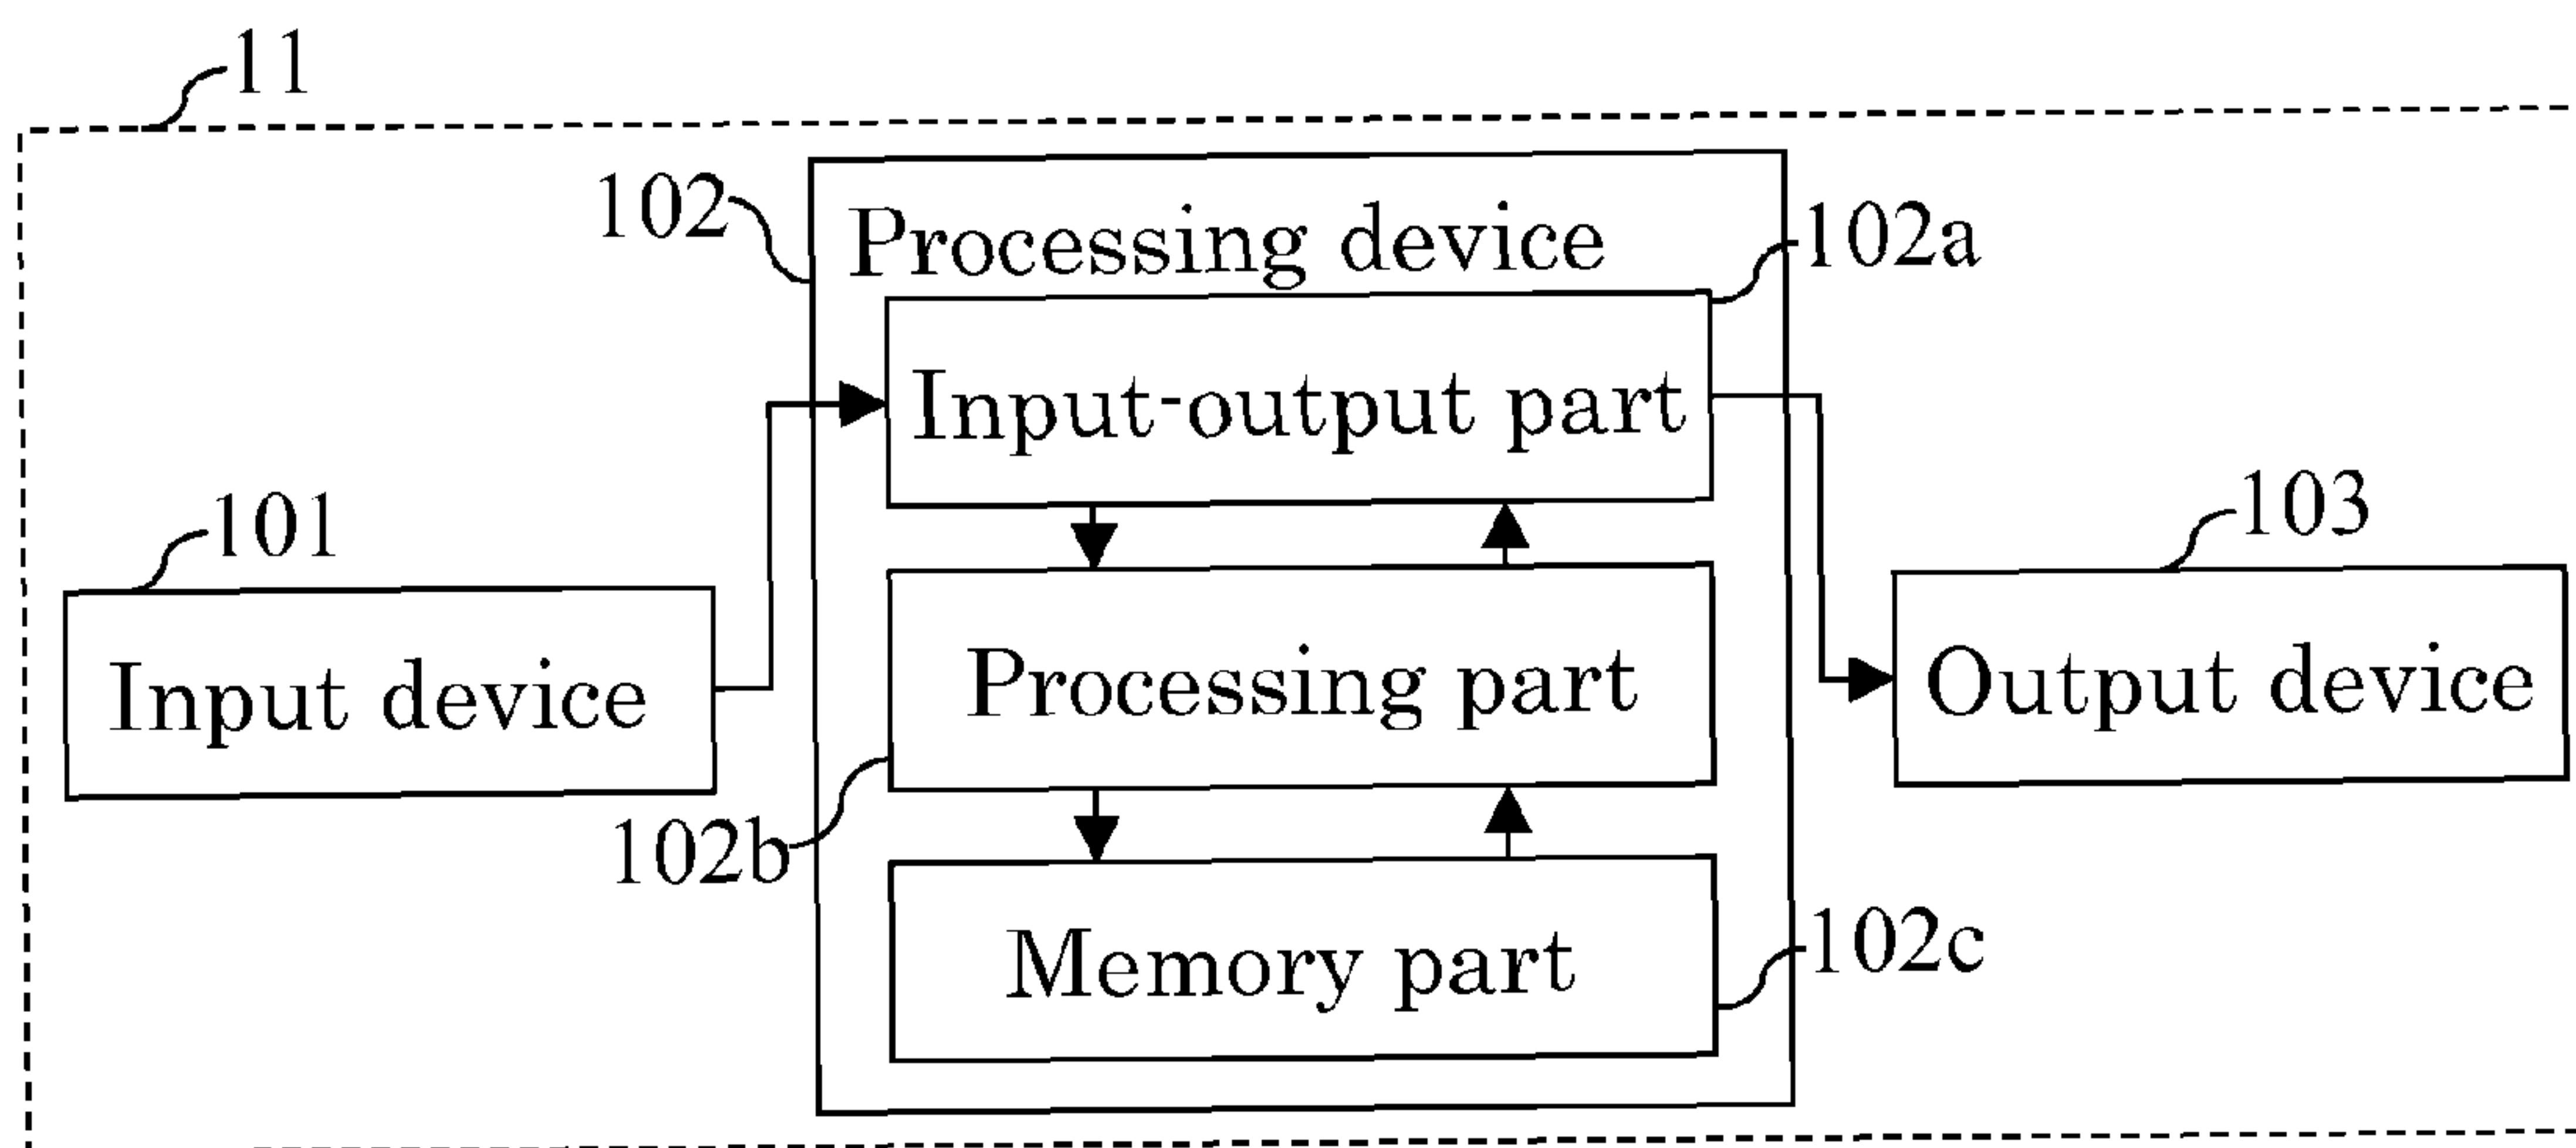 11
102
Processing device
102a
Input-output part
101
103
Input device
Processing part
Output device
102b
Memory part
102c